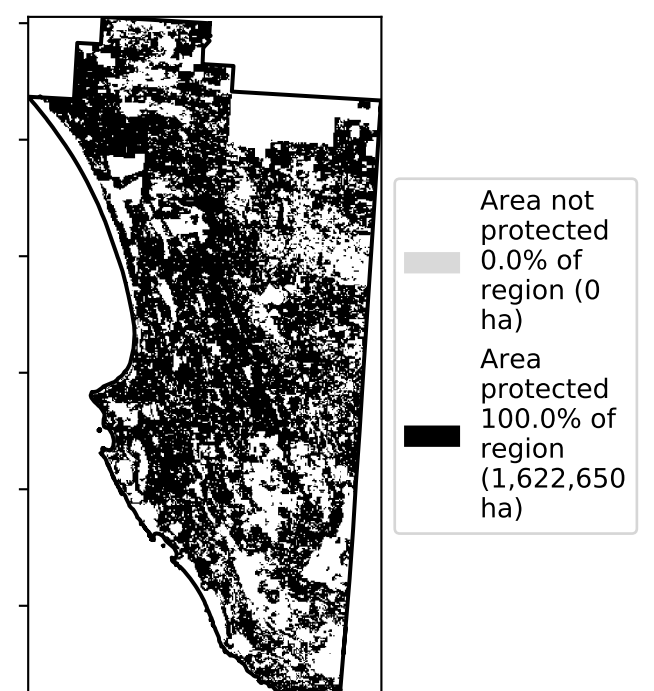 Area not
protected
0.0% of
region (0
ha)
Area
protected
100.0% of
region
(1,622,650
ha)